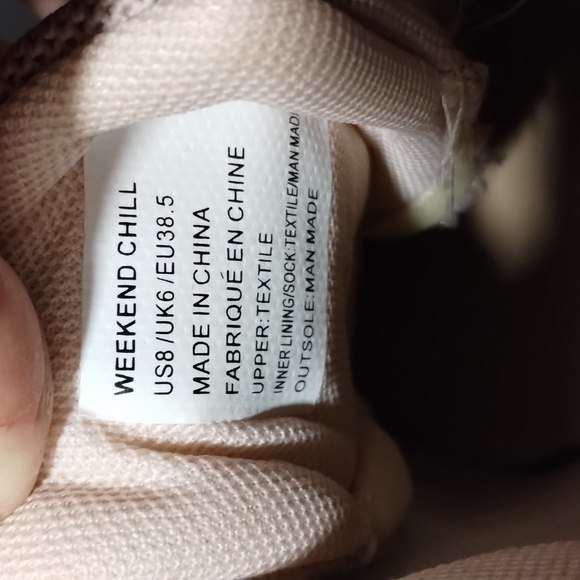 WEEKEND CHILL
US8/UK6/EU38.5
MADE IN CHINA
FABRIQUÉ EN CHINE
UPPER:TEXTILE
INNER LINING/SOCK:TEXTILE/MAN MAD
OUTSOLE:MAN MADE